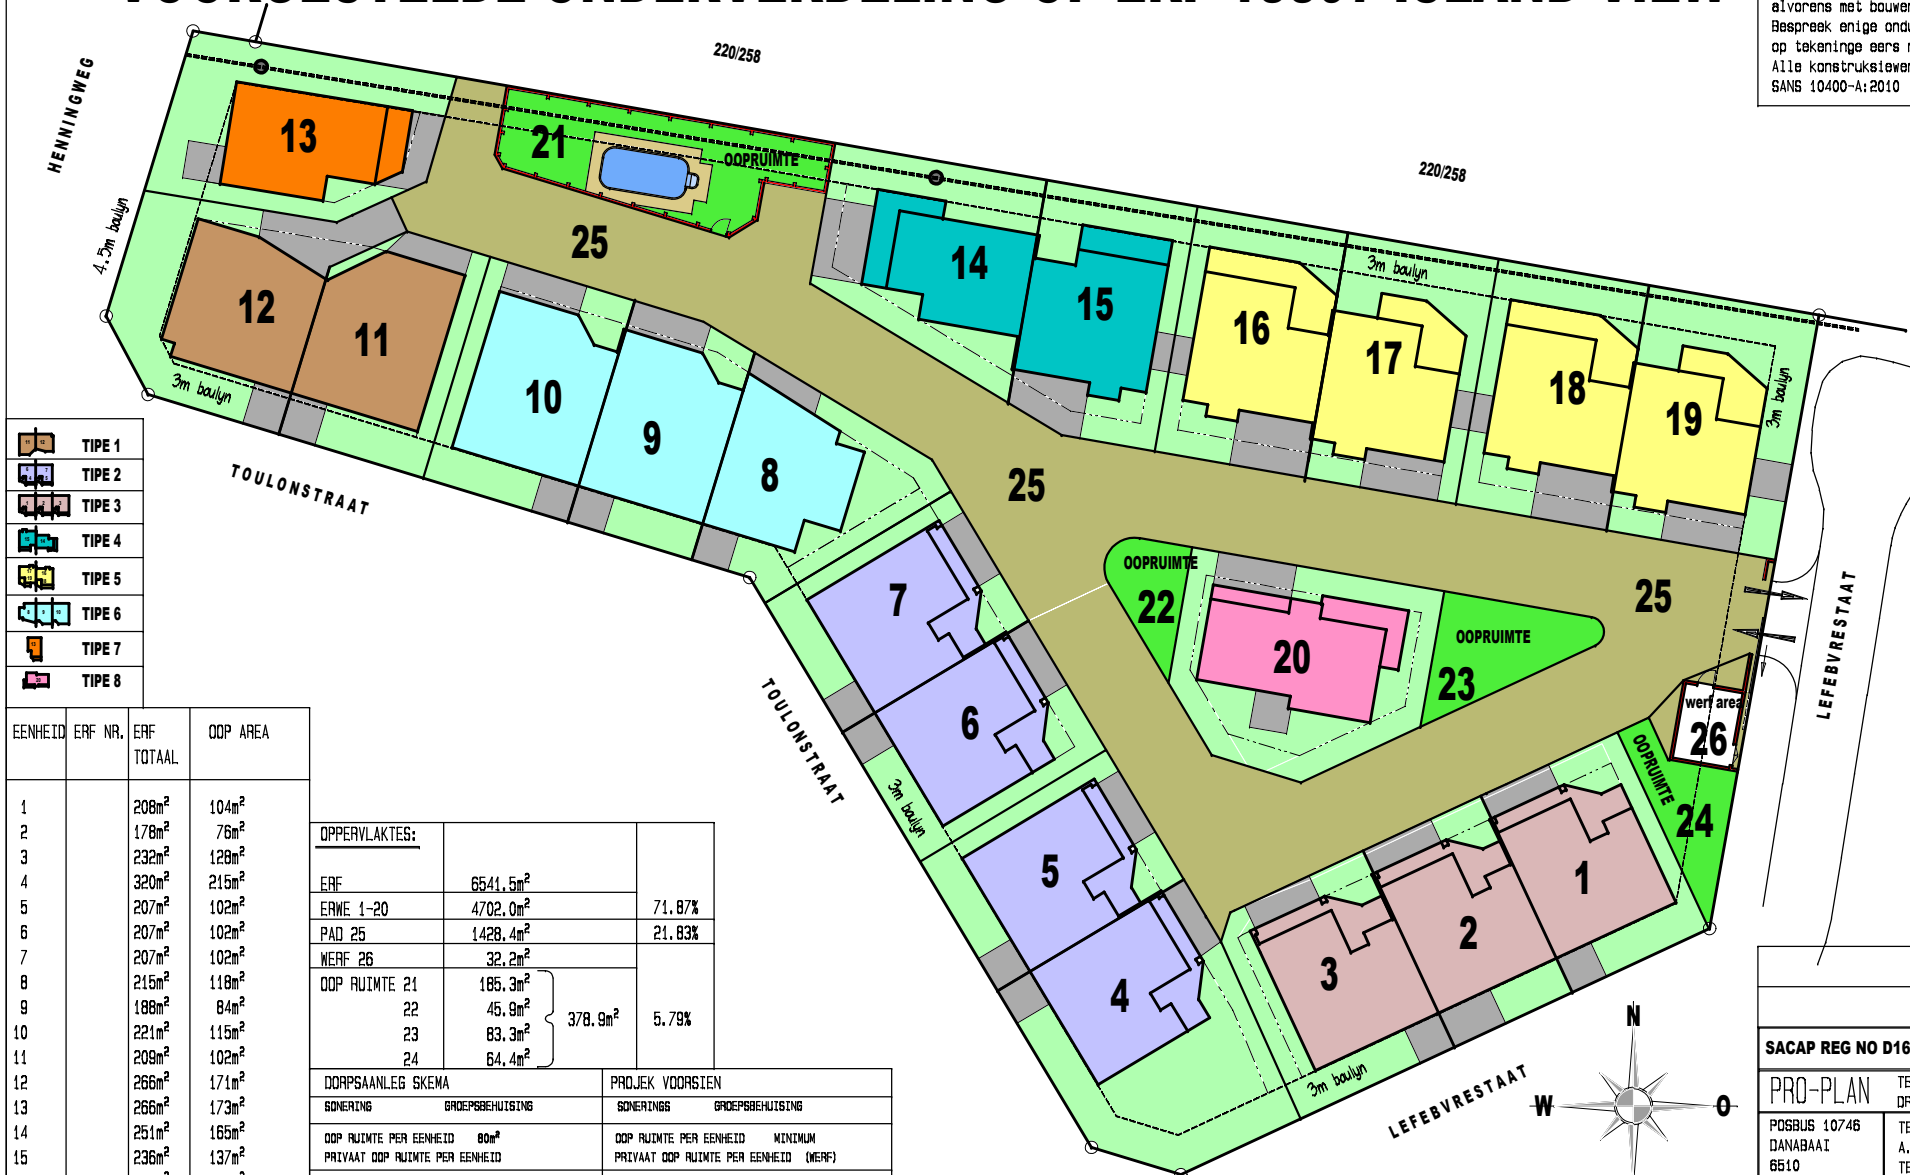 220/258
220/258
HENNINGWEG
4.5m boulyn
alvorens met bouwe
Bespreek enige
op tekeninge eers
SANS 10400-A:2010
13
21
OOPRUIMTE
25
14
15
16
3m boulyn
17
18
19
3m boulyn
12
11
3m boulyn
10
9
8
25
TOULONSTRAAT
TIPE 1
TIPE 2
TIPE 3
TIPE 4
TIPE 5
TIPE 6
TIPE 7
TIPE 8
7
6
5
4
OOPRUIMTE
22
20
OOPRUIMTE
23
25
LEFEBVRESTAAT
werf area
26
OOPRUIMTE
24
TOULONSTRAAT
3m boulyn
1
2
3
3m boulyn
LEFEBVRESTAAT
N
W
O
EENHEID ERF NR. ERF TOTAAL OOP AREA
1 208m² 104m²
2 178m² 76m²
3 232m² 128m²
4 320m² 215m²
5 207m² 102m²
6 207m² 102m²
7 207m² 102m²
8 215m² 118m²
9 188m² 84m²
10 221m² 115m²
11 209m² 102m²
12 266m² 171m²
13 266m² 173m²
14 251m² 165m²
15 236m² 137m²
OPPERVLAKTES:
ERF 6541.5m²
ERWE 1-20 4702.0m² 71.87%
PAD 25 1428.4m² 21.83%
WERF 26 32.2m²
OOP RUIMTE 21 185.3m²
22 45.9m² 378.9m² 5.79%
23 83.3m²
24 64.4m²
DORPSAANLEG SKEMA PROJEK VOORSIEN
SONERING GROEPSBEHUISING SONERINGS GROEPSBEHUISING
OOP RUIMTE PER EENHEID 80m² OOP RUIMTE PER EENHEID MINIMUM
PRIVAAT OOP RUIMTE PER EENHEID PRIVAAT OOP RUIMTE PER EENHEID (WERF)
SACAP REG NO D16
PRO-PLAN
POSBUS 10746
DANABAAI
6510